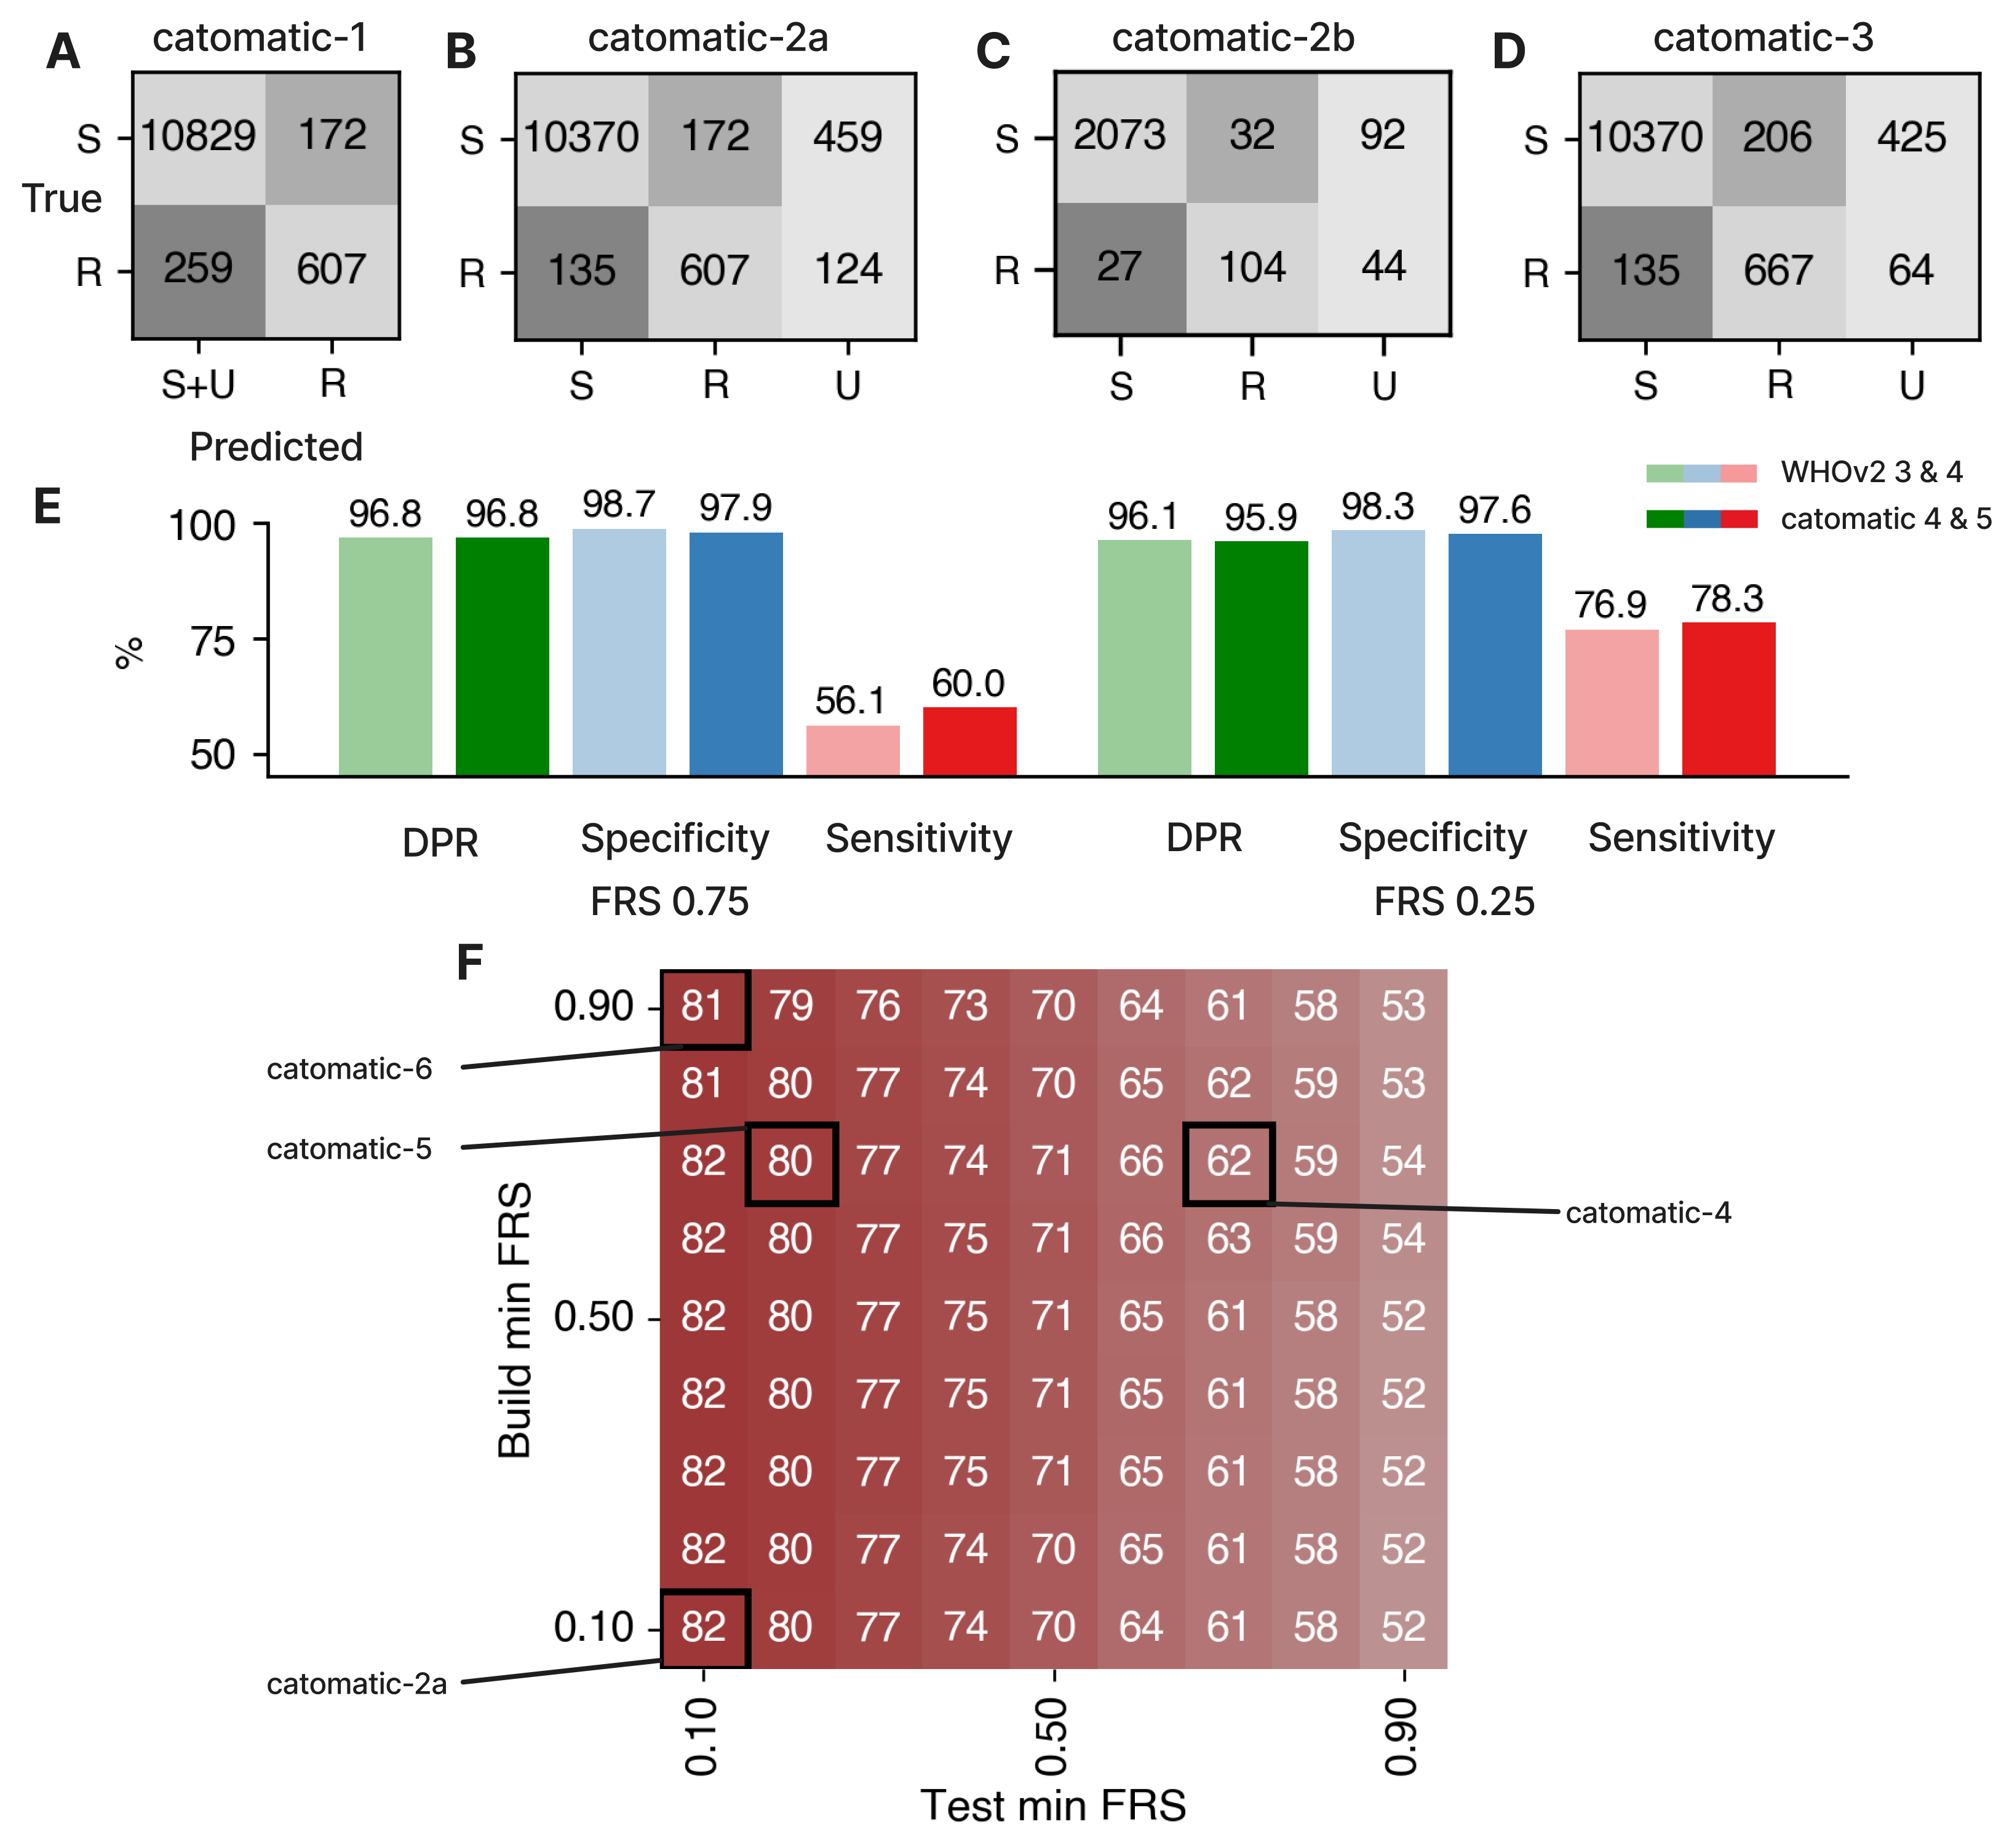 A catomatic-1 B catomatic-2a C catomatic-2b D catomatic-3
S 10829 172 S 10370 172 459 S 2073 32 92 S 10370 206 425
True
R 259 607 R 135 607 124 R 27 104 44 R 135 667 64
S+U R S R U S R U S R U
Predicted
WHOv2 3 & 4
catomatic 4 & 5
E
100
75
50
%
96.8 96.8 98.7 97.9 56.1 60.0 96.1 95.9 98.3 97.6 76.9 78.3
DPR Specificity Sensitivity DPR Specificity Sensitivity
FRS 0.75 FRS 0.25
F
0.90 81 79 76 73 70 64 61 58 53
catomatic-6
81 80 77 74 70 65 62 59 53
catomatic-5
82 80 77 74 71 66 62 59 54
catomatic-4
82 80 77 75 71 66 63 59 54
Build min FRS
0.50 82 80 77 75 71 65 61 58 52
82 80 77 75 71 65 61 58 52
82 80 77 75 71 65 61 58 52
82 80 77 74 70 65 61 58 52
0.10 82 80 77 74 70 64 61 58 52
catomatic-2a
0.10 0.50 0.90
Test min FRS